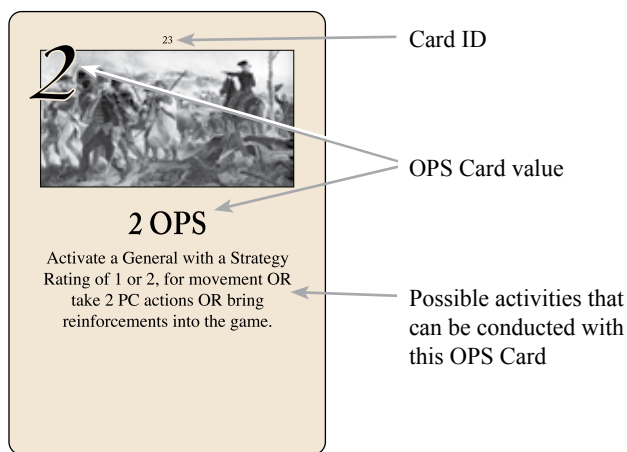 23
Card ID
2
OPS Card value
2 OPS
Activate a General with a Strategy
Rating of 1 or 2, for movement OR
take 2 PC actions OR bring
reinforcements into the game.
Possible activities that
can be conducted with
this OPS Card